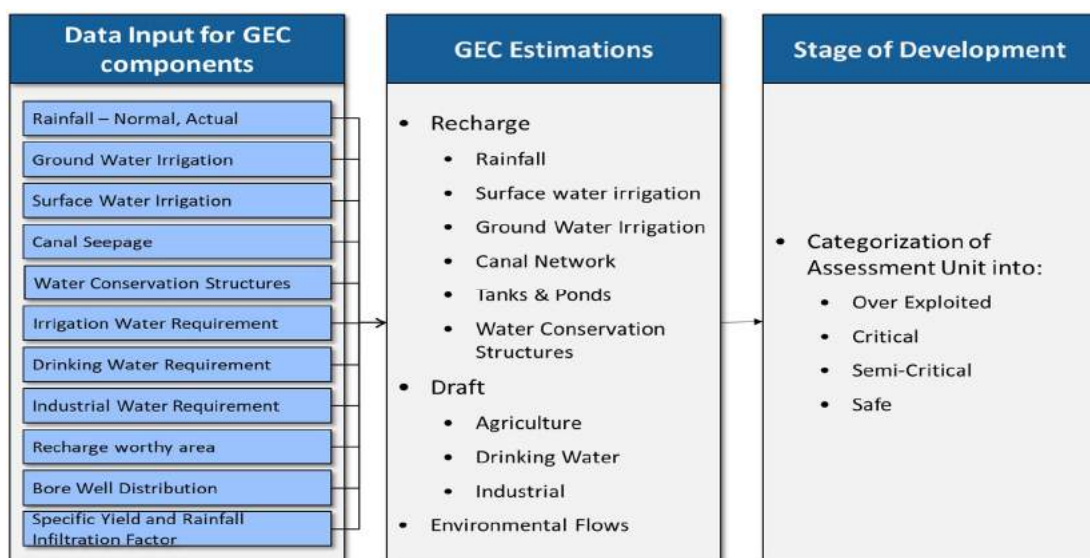 Data Input for GEC
components
Rainfall – Normal, Actual
Ground Water Irrigation
Surface Water Irrigation
Canal Seepage
Water Conservation Structures
Irrigation Water Requirement
Drinking Water Requirement
Industrial Water Requirement
Recharge worthy area
Bore Well Distribution
Specific Yield and Rainfall
Infiltration Factor
GEC Estimations
• Recharge
• Rainfall
• Surface water irrigation
• Ground Water Irrigation
• Canal Network
• Tanks & Ponds
• Water Conservation
Structures
• Draft
• Agriculture
• Drinking Water
• Industrial
• Environmental Flows
Stage of Development
• Categorization of
Assessment Unit into:
• Over Exploited
• Critical
• Semi-Critical
• Safe